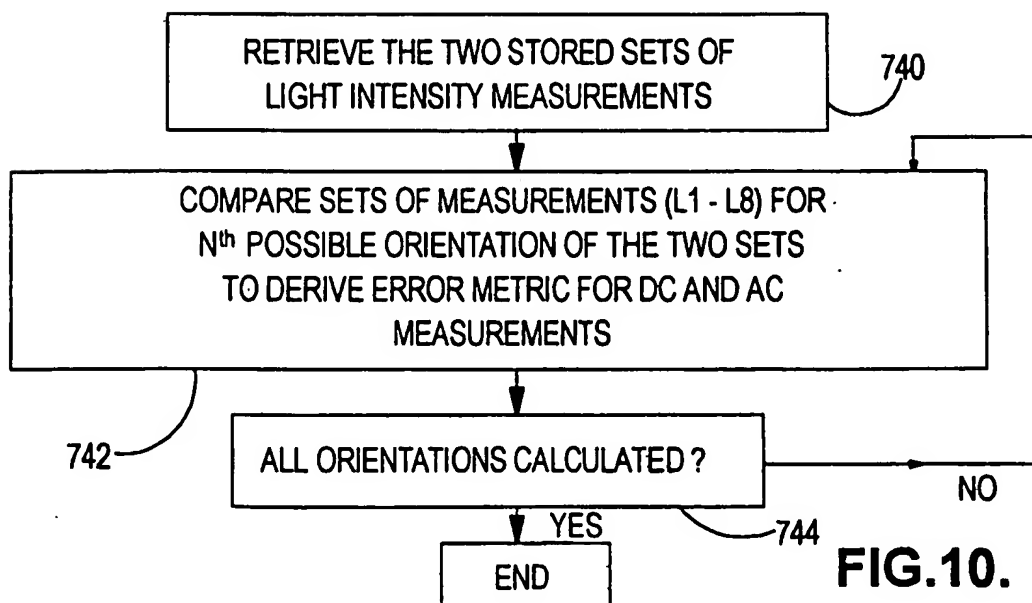 RETRIEVE THE TWO STORED SETS OF
LIGHT INTENSITY MEASUREMENTS
740
COMPARE SETS OF MEASUREMENTS (L1 - L8) FOR
Nth POSSIBLE ORIENTATION OF THE TWO SETS
TO DERIVE ERROR METRIC FOR DC AND AC
MEASUREMENTS
742
ALL ORIENTATIONS CALCULATED ?
NO
744
YES
END
FIG.10.